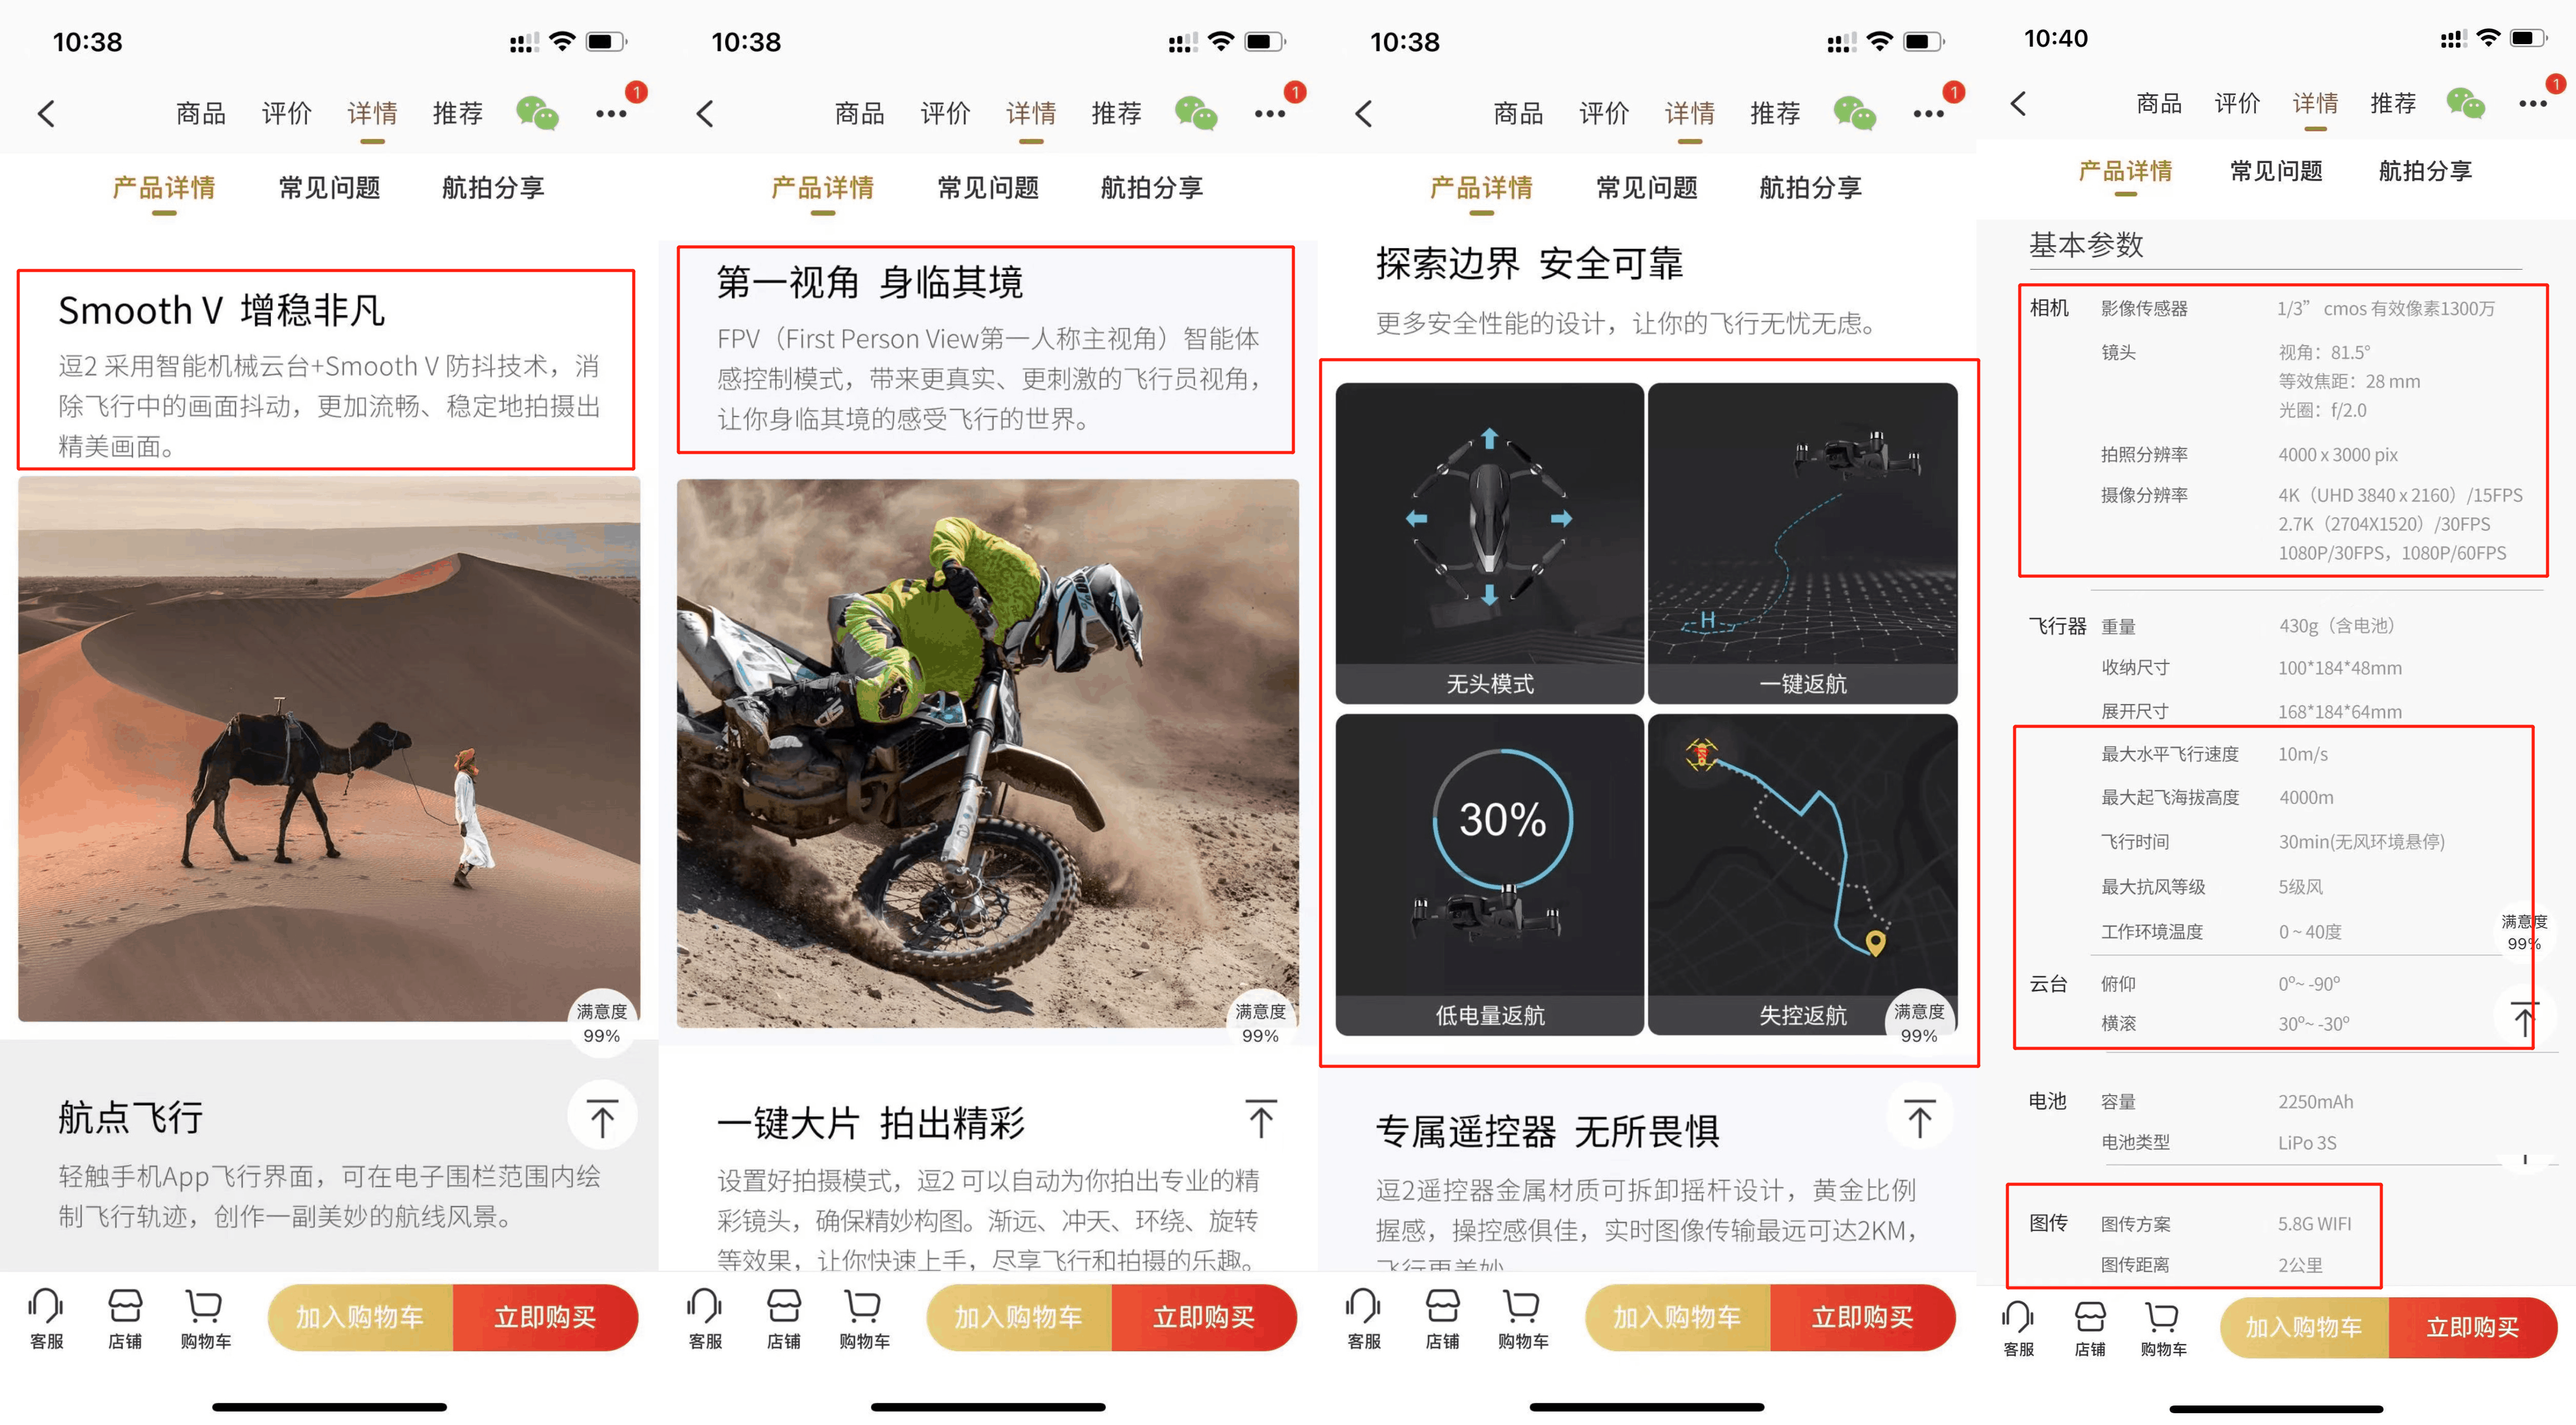 10:38
商品 评价 详情 推荐 1
产品详情 常见问题 航拍分享
Smooth V 增稳非凡
逗2 采用智能机械云台+Smooth V 防抖技术，消
除飞行中的画面抖动，更加流畅、稳定地拍摄出
精美画面。
满意度
99%
航点飞行
轻触手机App飞行界面，可在电子围栏范围内绘
制飞行轨迹，创作一副美妙的航线风景。
客服 店铺 购物车 加入购物车 立即购买
10:38
商品 评价 详情 推荐 1
产品详情 常见问题 航拍分享
第一视角 身临其境
FPV（First Person View第一人称主视角）智能体
感控制模式，带来更真实、更刺激的飞行员视角，
让你身临其境的感受飞行的世界。
满意度
99%
一键大片 拍出精彩
设置好拍摄模式，逗2 可以自动为你拍出专业的精
彩镜头，确保精妙构图。渐远、冲天、环绕、旋转
等效果，让你快速上手，尽享飞行和拍摄的乐趣。
客服 店铺 购物车 加入购物车 立即购买
10:38
商品 评价 详情 推荐 1
产品详情 常见问题 航拍分享
探索边界 安全可靠
更多安全性能的设计，让你的飞行无忧无虑。
H
无头模式 一键返航
30%
低电量返航 失控返航
满意度
99%
专属遥控器 无所畏惧
逗2遥控器金属材质可拆卸摇杆设计，黄金比例
握感，操控感俱佳，实时图像传输最远可达2KM，
飞行更美妙
客服 店铺 购物车 加入购物车 立即购买
10:40
商品 评价 详情 推荐 1
产品详情 常见问题 航拍分享
基本参数
相机 影像传感器 1/3” cmos 有效像素1300万
镜头 视角：81.5°
等效焦距：28 mm
光圈：f/2.0
拍照分辨率 4000 x 3000 pix
摄像分辨率 4K（UHD 3840 x 2160）/15FPS
2.7K（2704X1520）/30FPS
1080P/30FPS，1080P/60FPS
飞行器 重量 430g（含电池）
收纳尺寸 100*184*48mm
展开尺寸 168*184*64mm
最大水平飞行速度 10m/s
最大起飞海拔高度 4000m
飞行时间 30min(无风环境悬停)
最大抗风等级 5级风
工作环境温度 0 ~ 40度
满意度
99%
云台 俯仰 0º~ -90º
横滚 30º~ -30º
电池 容量 2250mAh
电池类型 LiPo 3S
图传 图传方案 5.8G WIFI
图传距离 2公里
客服 店铺 购物车 加入购物车 立即购买